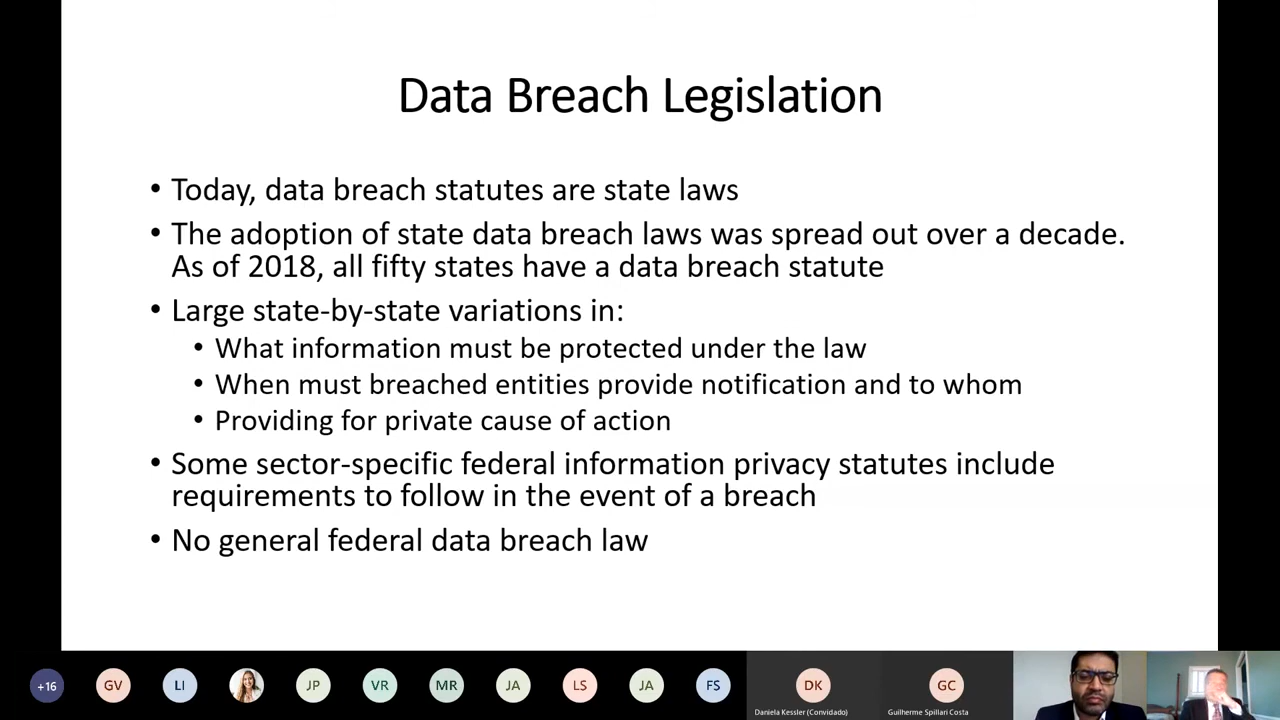 Data Breach Legislation
• Today, data breach statutes are state laws
• The adoption of state data breach laws was spread out over a decade.
As of 2018, all fifty states have a data breach statute
• Large state-by-state variations in:
• What information must be protected under the law
• When must breached entities provide notification and to whom
• Providing for private cause of action
• Some sector-specific federal information privacy statutes include
requirements to follow in the event of a breach
• No general federal data breach law
+16 GV LI JP VR MR JA LS JA FS DK GC
Daniela Kessler (Convidado) Guilherme Spillari Costa